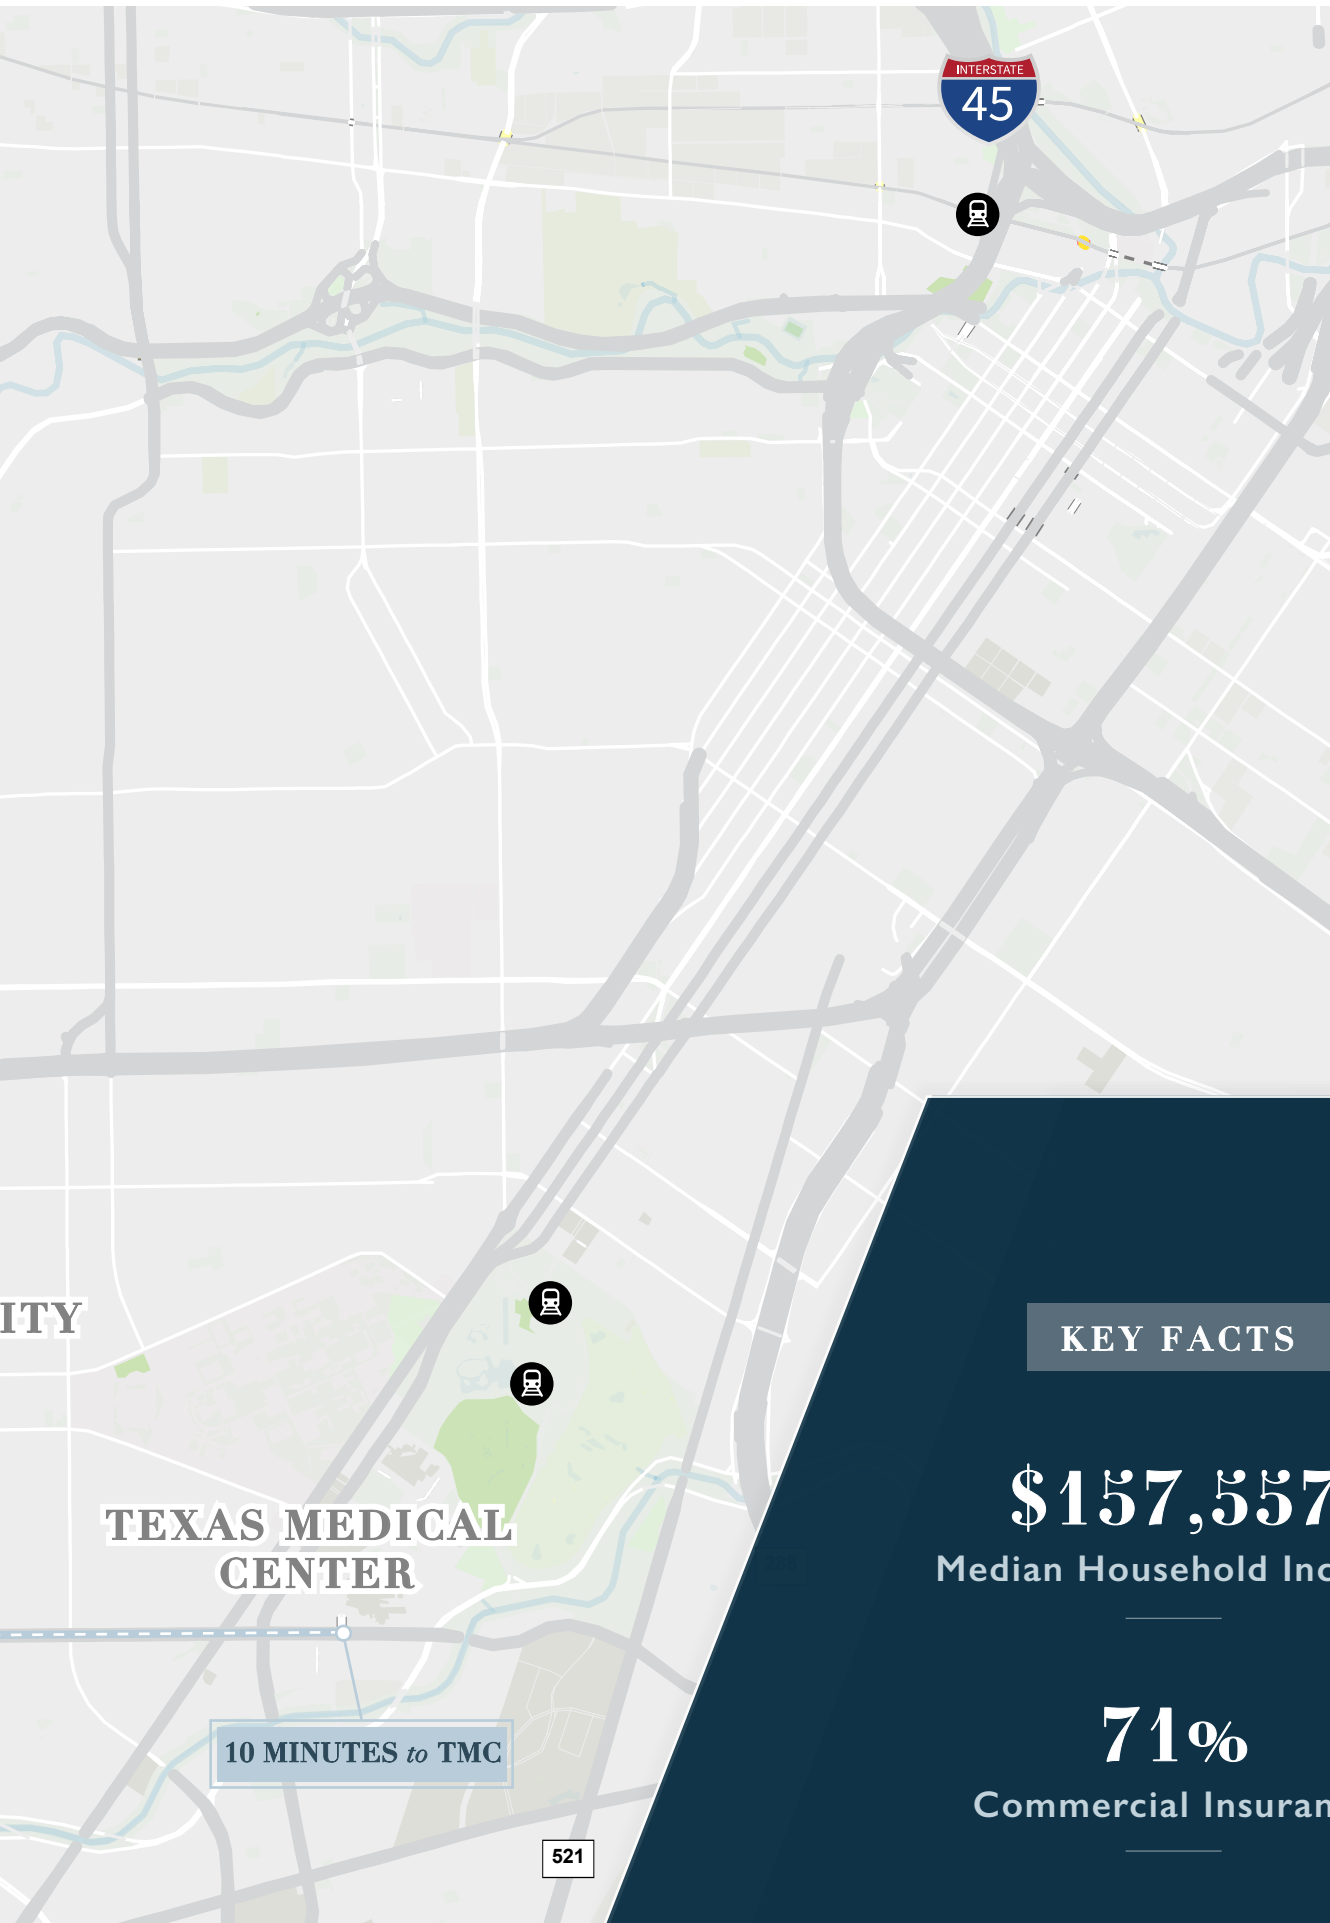 INTERSTATE
45
ITY
KEY FACTS
$157,557
Median Household Inc
TEXAS MEDICAL
CENTER
288
71%
10 MINUTES to TMC
Commercial Insuran
521